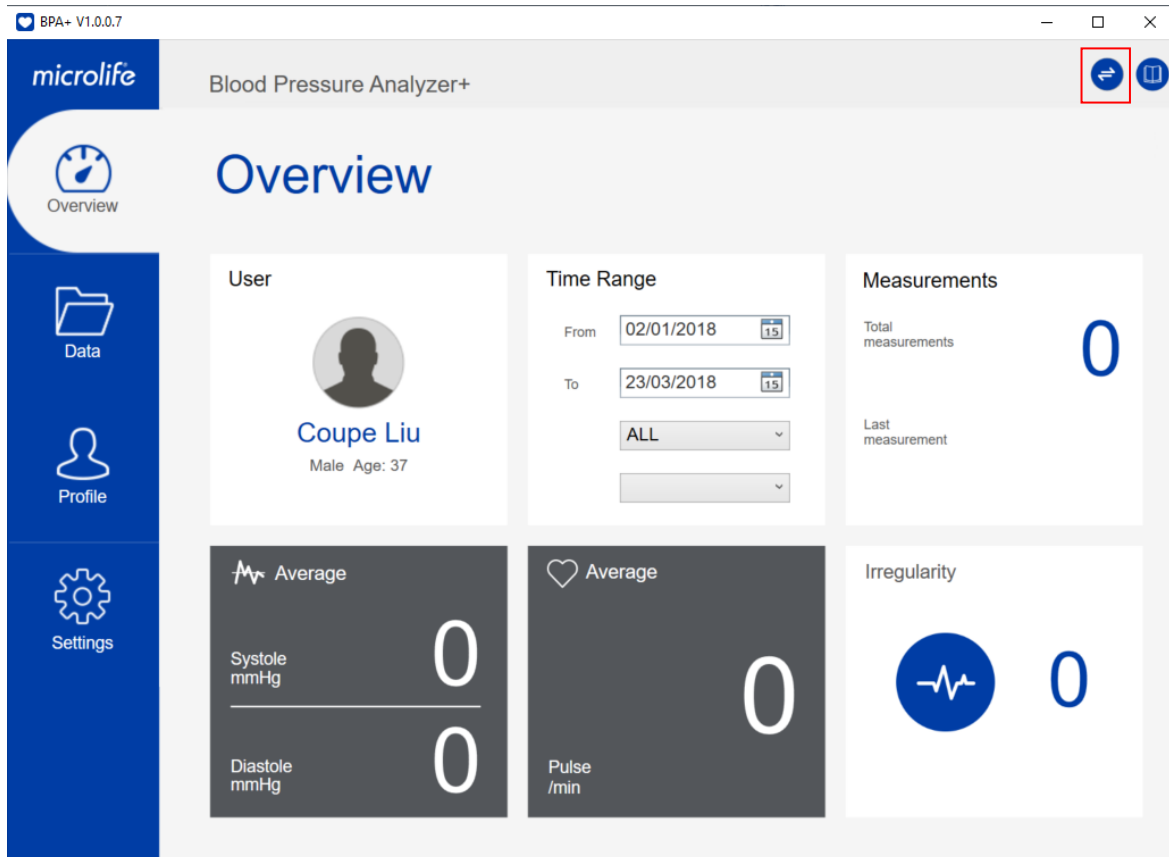 BPA+ V1.0.0.7
microlife
Blood Pressure Analyzer+
Overview
Overview
Data
Profile
Settings
User
Coupe Liu
Male Age: 37
Time Range
From 02/01/2018 15
To 23/03/2018 15
ALL
Measurements
Total
measurements
0
Last
measurement
Average
Systole
mmHg
0
Diastole
mmHg
0
Average
0
Pulse
/min
Irregularity
0